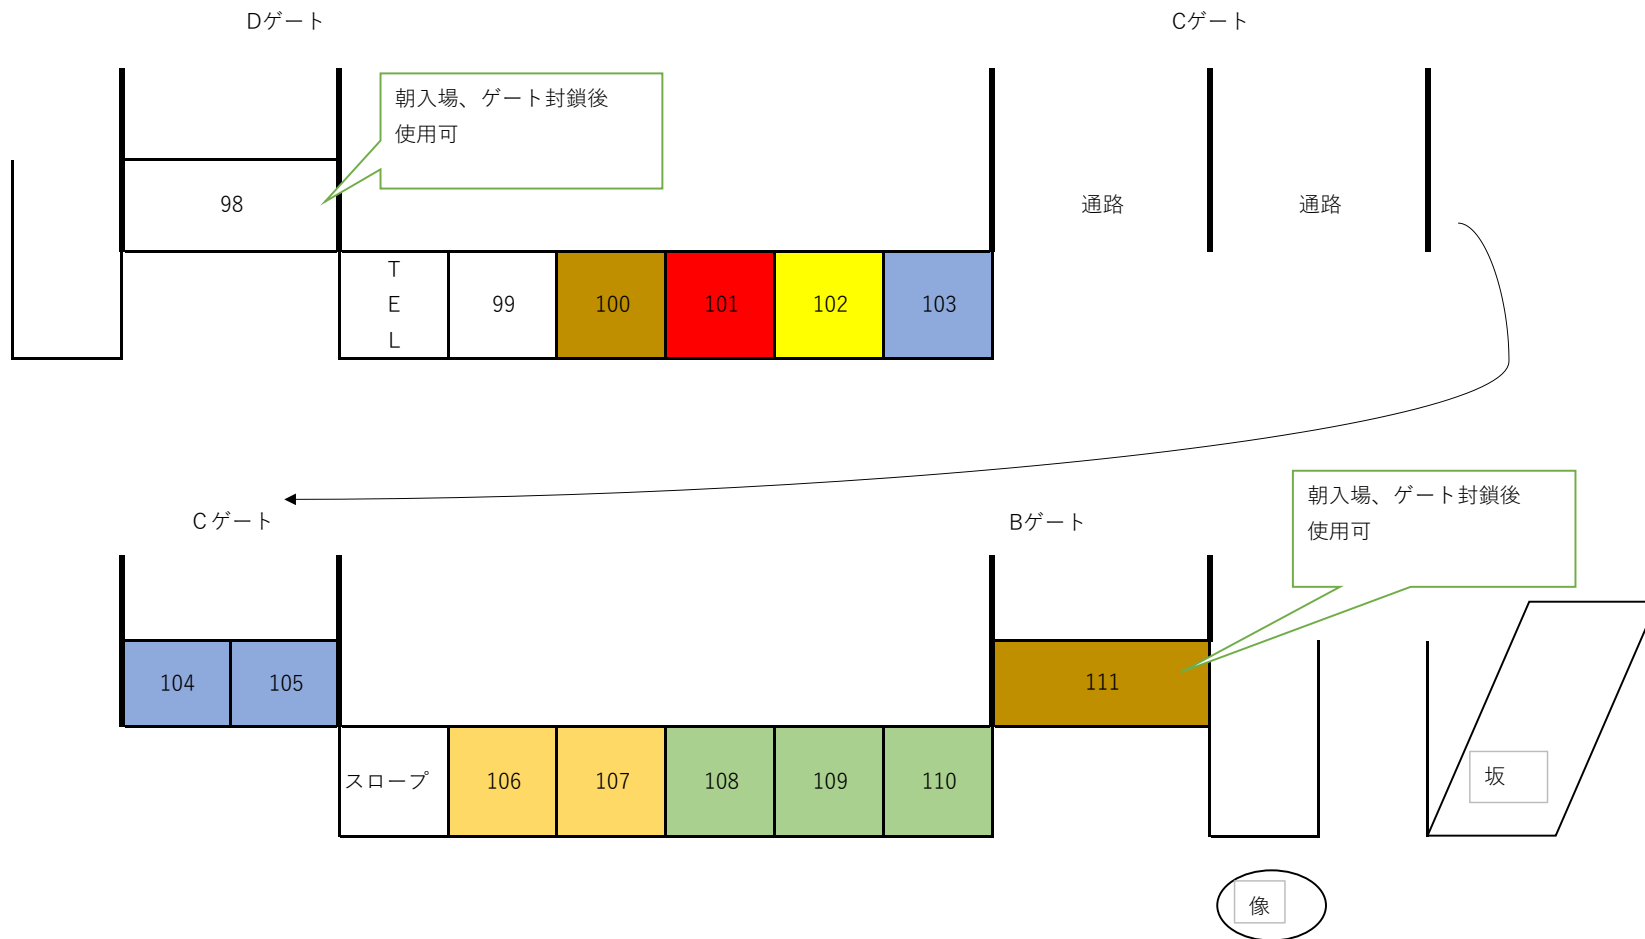 Dゲート
Cゲート
朝入場、ゲート封鎖後
使用可
98
通路
通路
T
E
L
99
100
101
102
103
Cゲート
Bゲート
朝入場、ゲート封鎖後
使用可
104
105
111
スロープ
106
107
108
109
110
坂
像